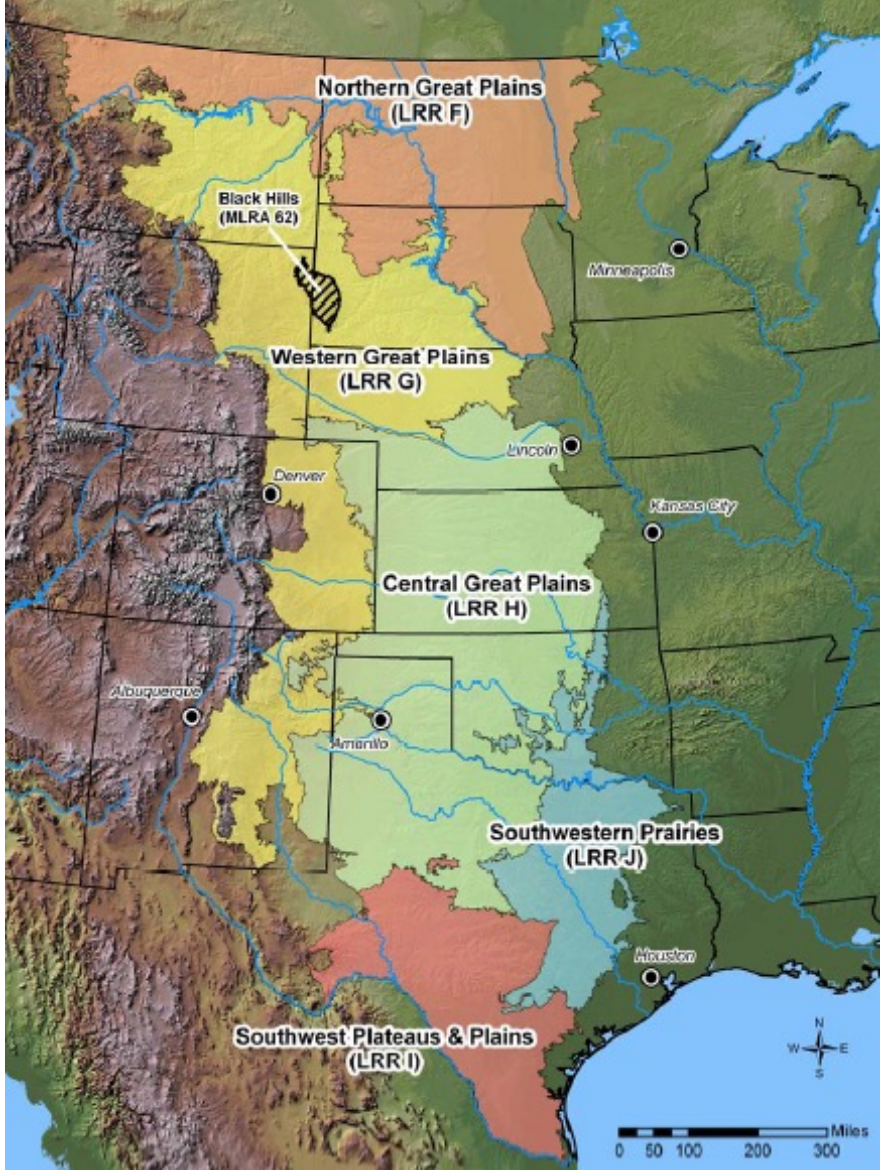 Northern Great Plains
(LRR F)
Black Hills
(MLRA 62)
Minneapolis
Western Great Plains
(LRR G)
Lincoln
Denver
Kansas City
Central Great Plains
(LRR H)
Albuquerque
Amarillo
Southwestern Prairies
(LRR J)
Houston
Southwest Plateaus & Plains
(LRR I)
N
W E
S
Miles
0 50 100 200 300